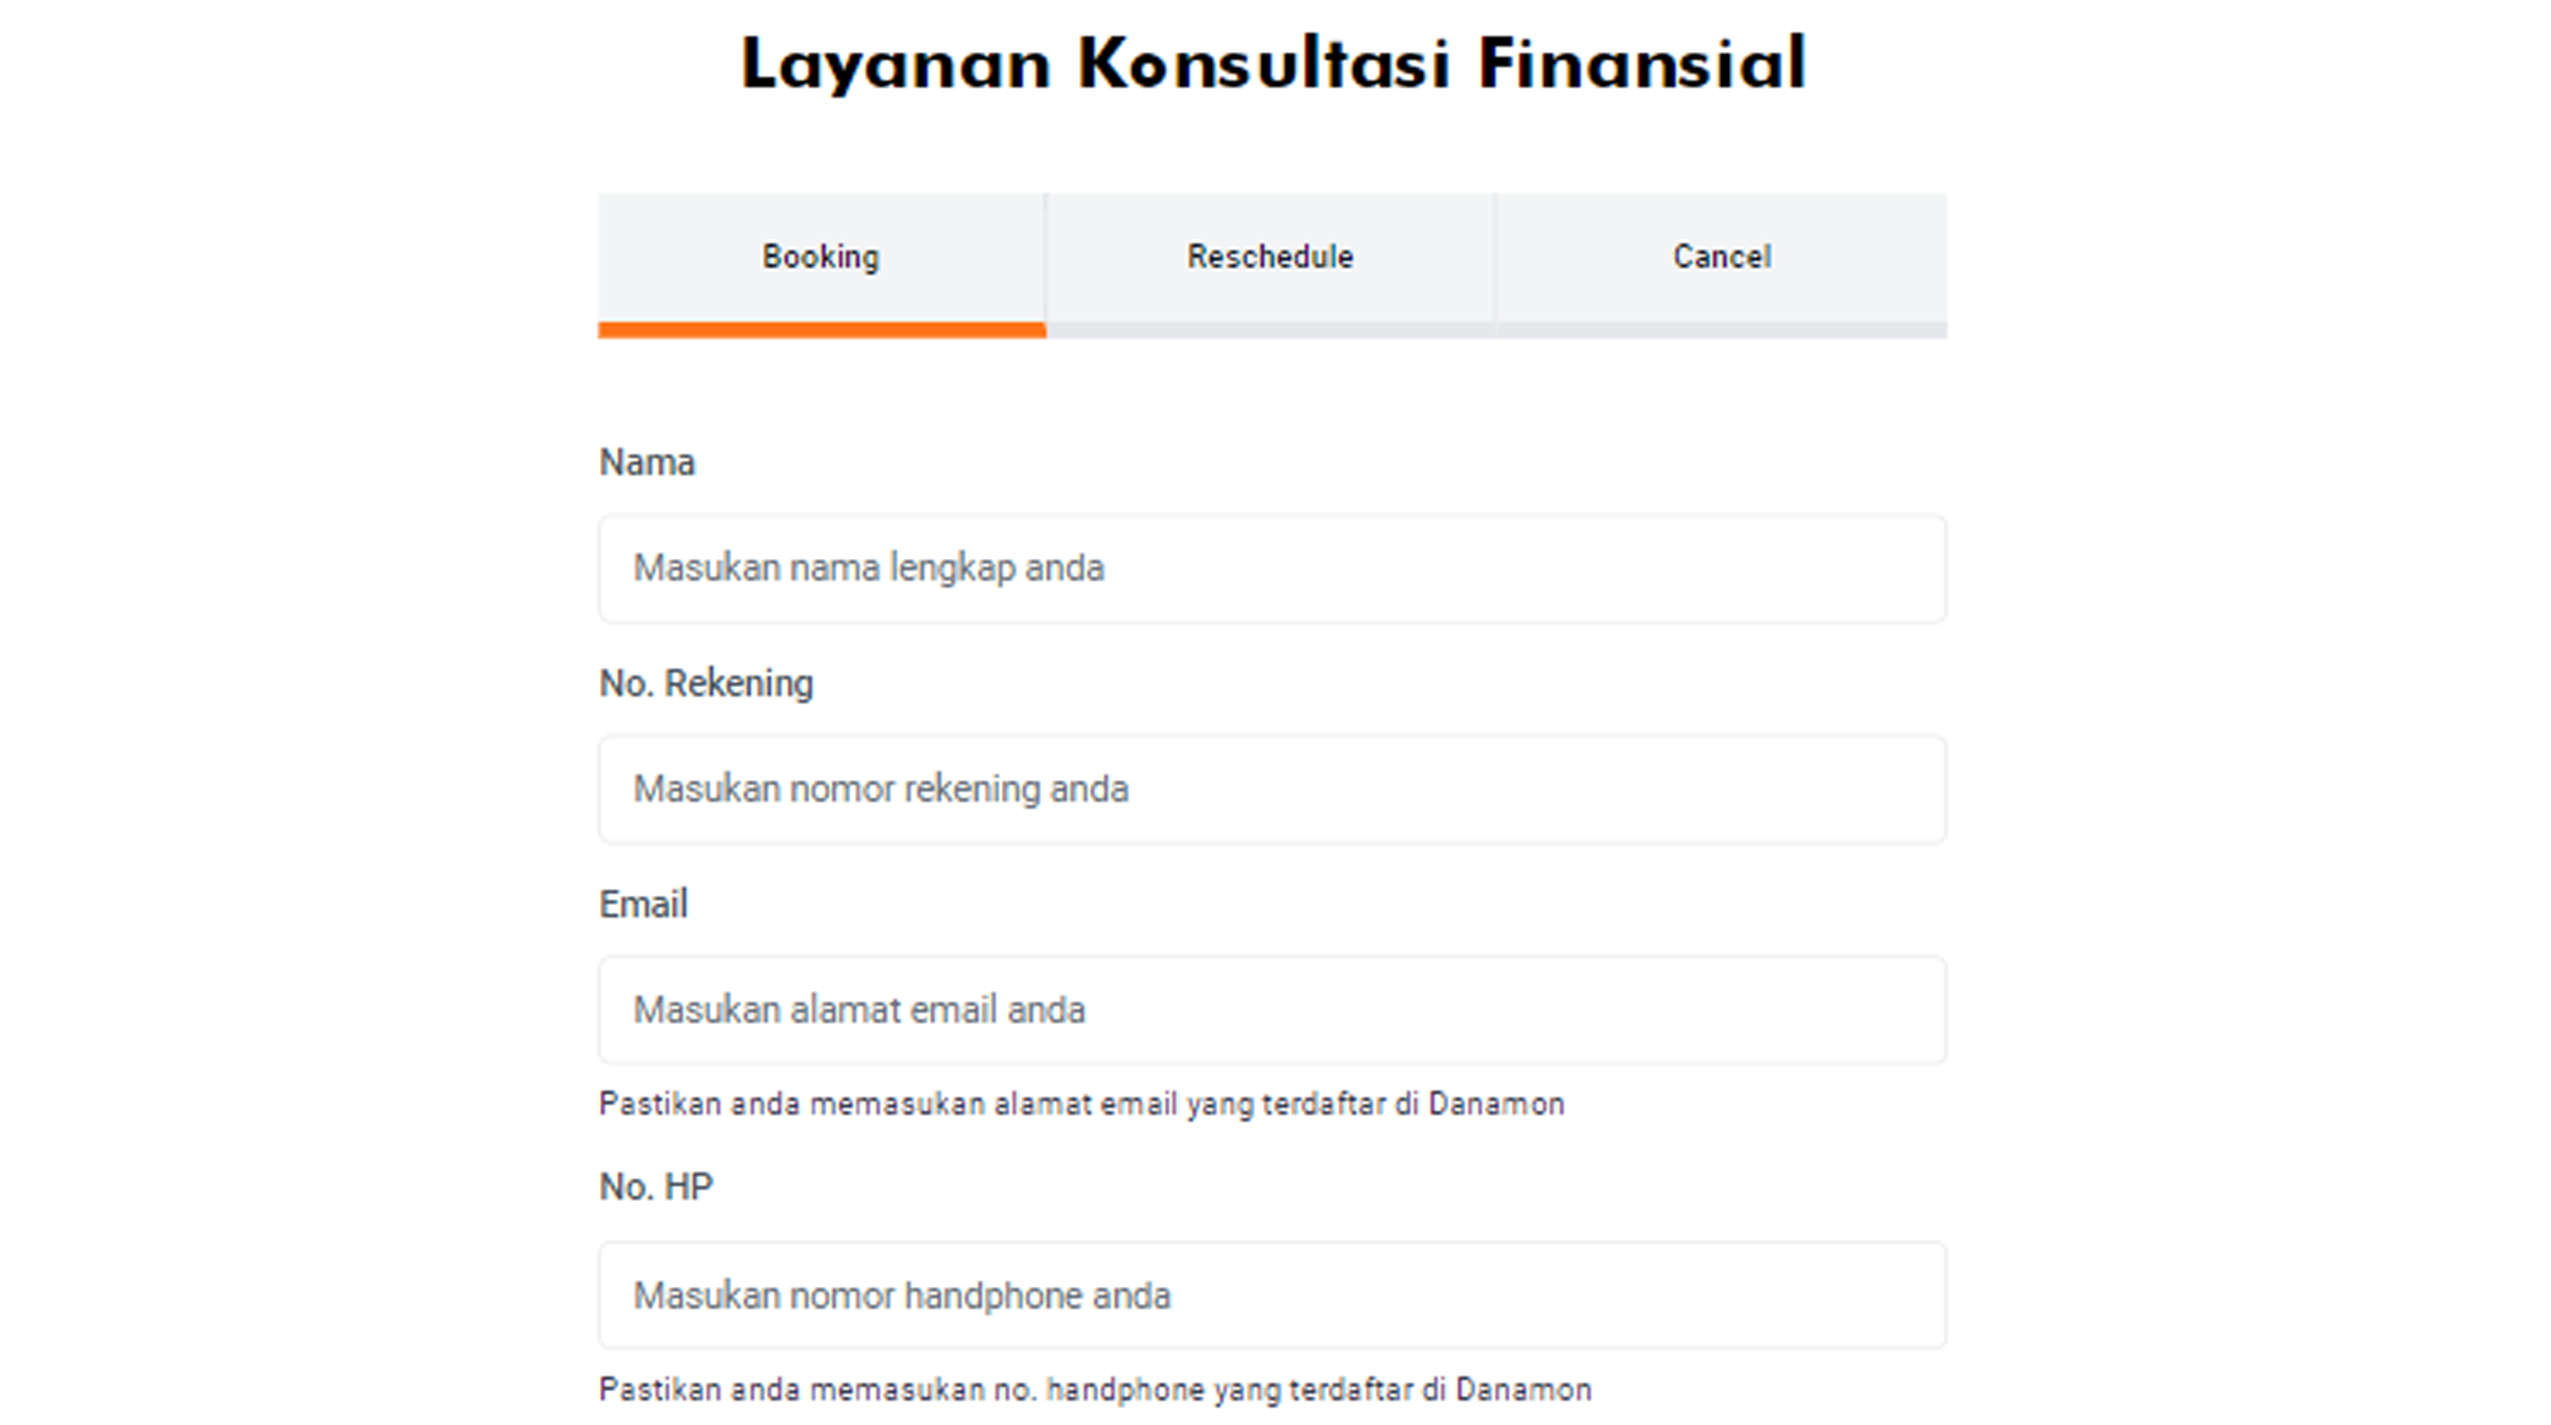 Layanan Konsultasi Finansial
Booking
Reschedule
Cancel
Nama
Masukan nama lengkap anda
No. Rekening
Masukan nomor rekening anda
Email
Masukan alamat email anda
Pastikan anda memasukan alamat email yang terdaftar di Danamon
No. HP
Masukan nomor handphone anda
Pastikan anda memasukan no. handphone yang terdaftar di Danamon